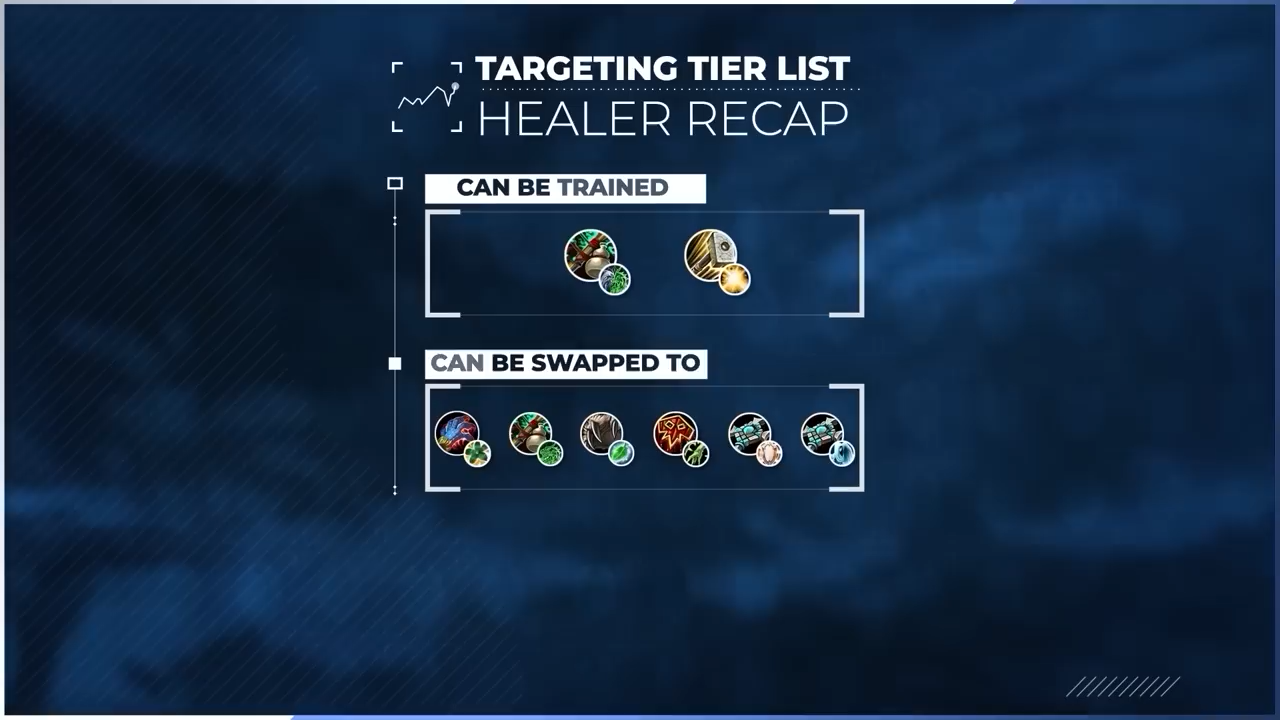 TARGETING TIER LIST
HEALER RECAP
CAN BE TRAINED
CAN BE SWAPPED TO